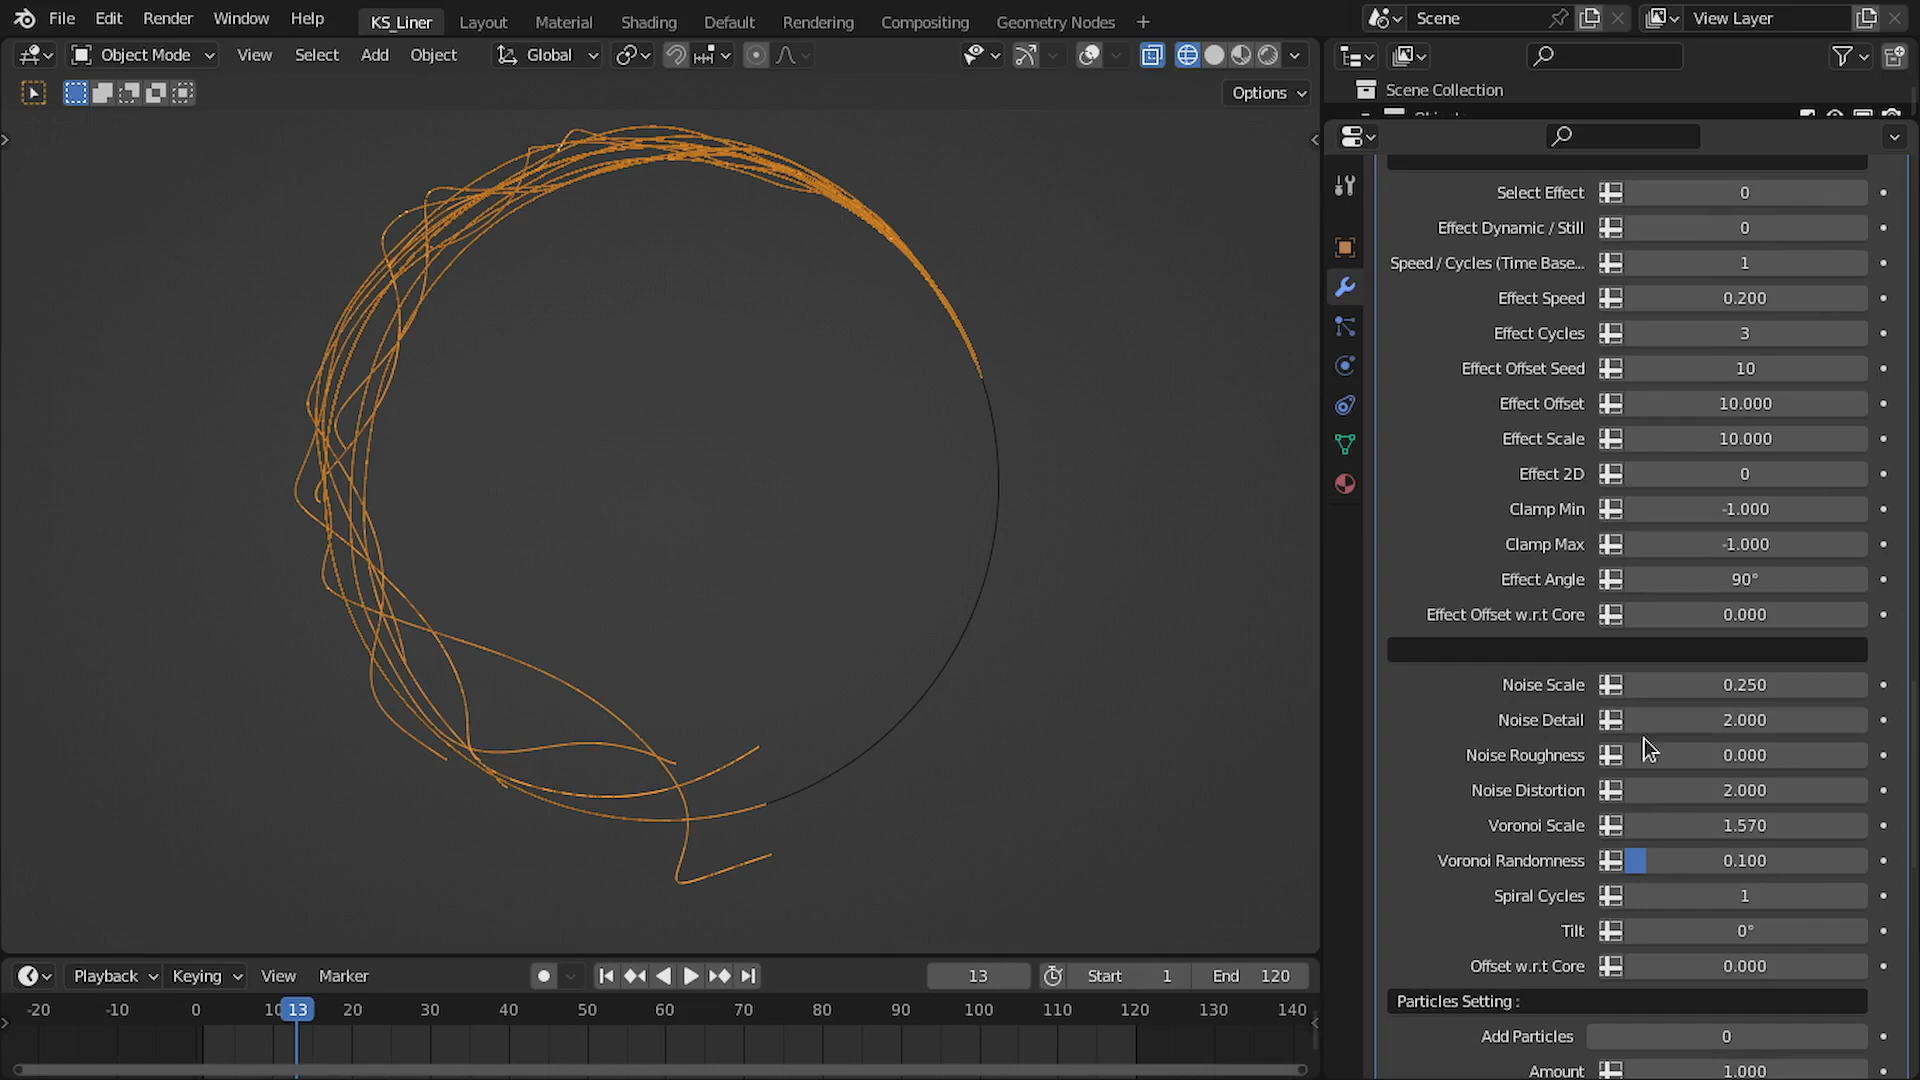 File Edit Render Window Help KS_Liner Layout Material Shading Default Rendering Compositing Geometry Nodes + Scene View Layer
Object Mode View Select Add Object Global
Options
Scene Collection
Select Effect 0
Effect Dynamic / Still 0
Speed / Cycles (Time Base... 1
Effect Speed 0.200
Effect Cycles 3
Effect Offset Seed 10
Effect Offset 10.000
Effect Scale 10.000
Effect 2D 0
Clamp Min -1.000
Clamp Max -1.000
Effect Angle 90°
Effect Offset w.r.t Core 0.000
Noise Scale 0.250
Noise Detail 2.000
Noise Roughness 0.000
Noise Distortion 2.000
Voronoi Scale 1.570
Voronoi Randomness 0.100
Spiral Cycles 1
Tilt 0°
Offset w.r.t Core 0.000
Particles Setting :
Add Particles 0
Amount 1.000
Playback Keying View Marker 13 Start 1 End 120
-20 -10 0 10 13 20 30 40 50 60 70 80 90 100 110 120 130 140